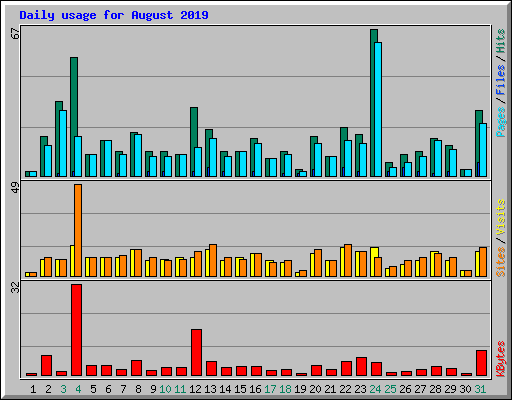 Daily usage for August 2019
67
Pages / Files / Hits
49
Sites / Visits
32
KBytes
1 2 3 4 5 6 7 8 9 10 11 12 13 14 15 16 17 18 19 20 21 22 23 24 25 26 27 28 29 30 31